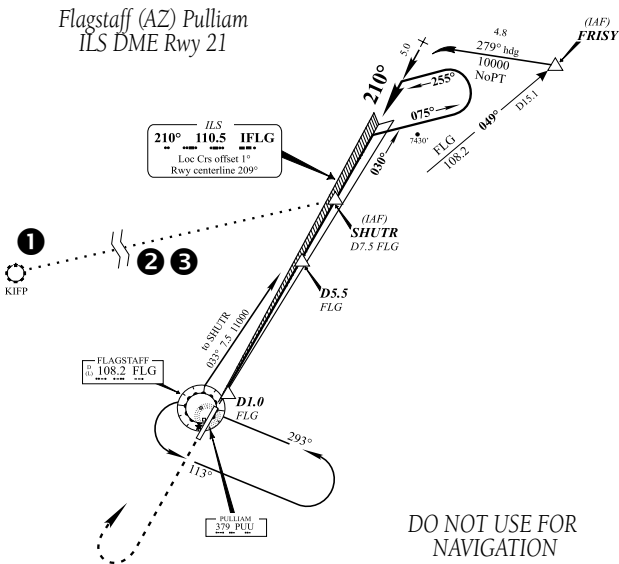 Flagstaff (AZ) Pulliam
ILS DME Rwy 21
(IAF)
FRISY
4.8
279° hdg
10000
NoPT
5.0
210°
255°
075°
D15.1
049°
FLG
108.2
7430'
030°
ILS
210° 110.5 IFLG
Loc Crs offset 1°
Rwy centerline 209°
(IAF)
SHUTR
D7.5 FLG
1
2 3
KIFP
D5.5
FLG
to SHUTR
033° 7.5 11000
FLAGSTAFF
D
(L) 108.2 FLG
D1.0
FLG
293°
113°
PULLIAM
379 PUU
DO NOT USE FOR
NAVIGATION